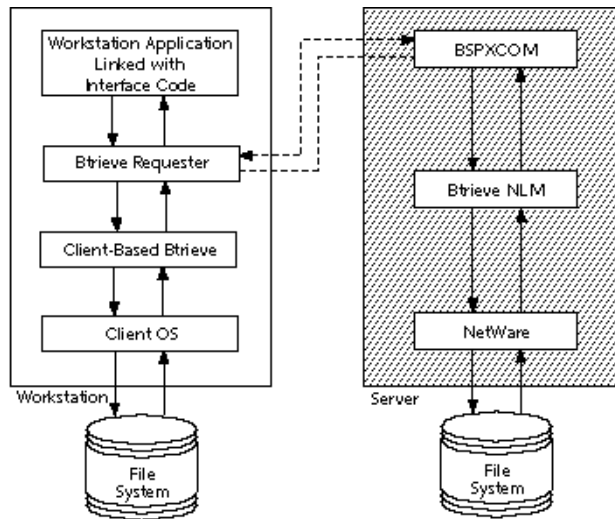 Workstation Application
Linked with
Interface Code
Btrieve Requester
Client-Based Btrieve
Client OS
Workstation
File
System
BSPXCOM
Btrieve NLM
NetWare
Server
File
System